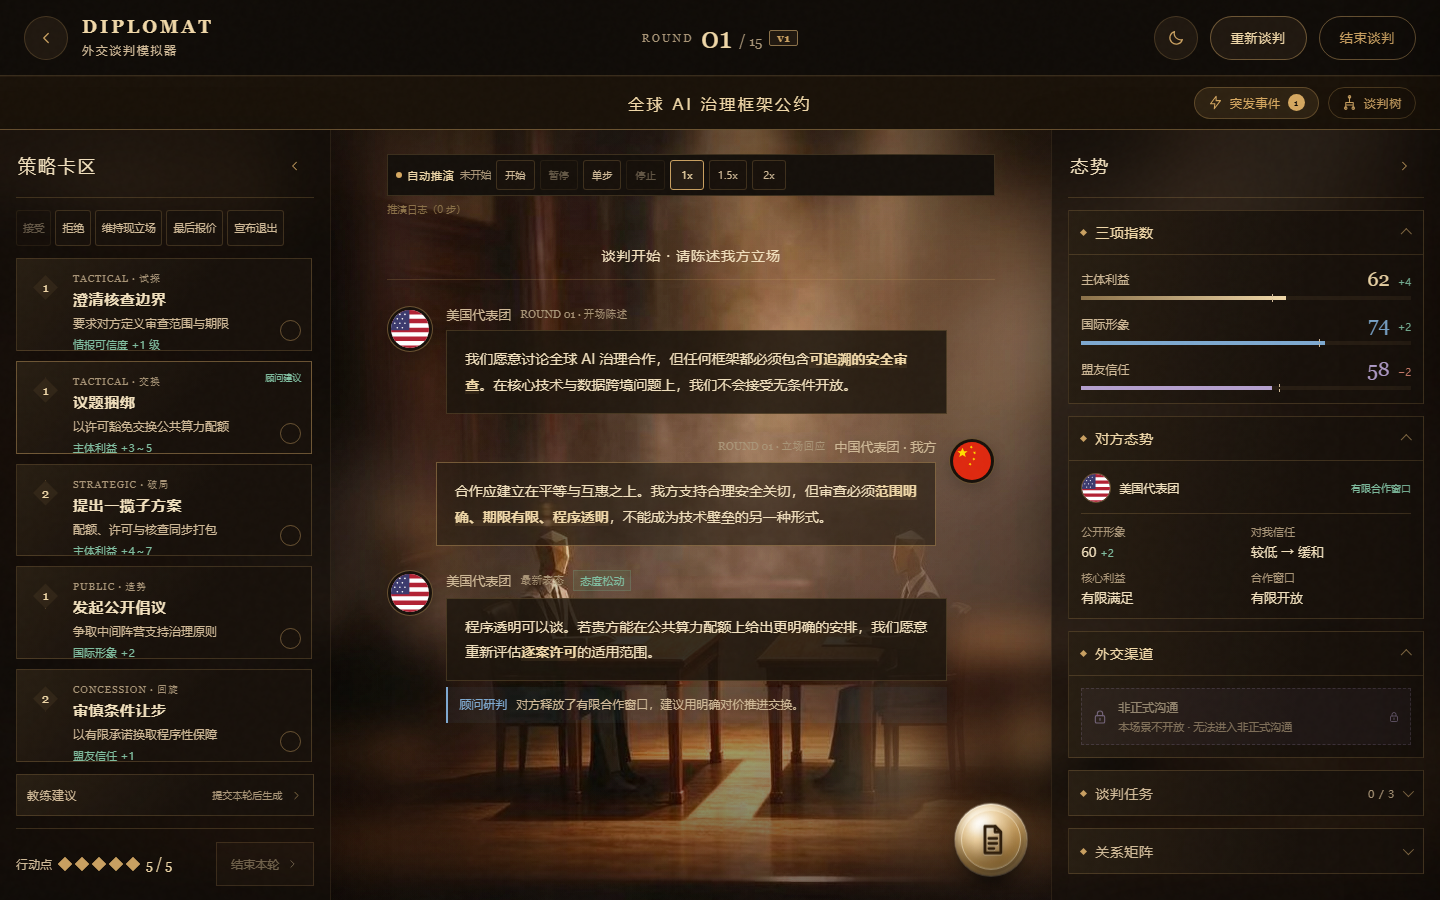 DIPLOMAT
外交谈判模拟器
ROUND 01 / 15 v1
重新谈判
结束谈判
全球 AI 治理框架公约
突发事件 1
谈判树
策略卡区
接受 拒绝 维持现立场 最后报价 宣布退出
1
TACTICAL · 试探
澄清核查边界
要求对方定义审查范围与期限
情报可信度 +1 级
1
TACTICAL · 交换
顾问建议
议题捆绑
以许可豁免交换公共算力配额
主体利益 +3~5
2
STRATEGIC · 破局
提出一揽子方案
配额、许可与核查同步打包
主体利益 +4~7
1
PUBLIC · 造势
发起公开倡议
争取中间阵营支持治理原则
国际形象 +2
2
CONCESSION · 回旋
审慎条件让步
以有限承诺换取程序性保障
盟友信任 +1
教练建议 提交本轮后生成
行动点 5 / 5
结束本轮
自动推演 未开始 开始 暂停 单步 停止 1x 1.5x 2x
推演日志（0 步）
谈判开始 · 请陈述我方立场
美国代表团 ROUND 01 · 开场陈述
我们愿意讨论全球 AI 治理合作，但任何框架都必须包含可追溯的安全审
查。在核心技术与数据跨境问题上，我们不会接受无条件开放。
ROUND 01 · 立场回应 中国代表团 · 我方
合作应建立在平等与互惠之上。我方支持合理安全关切，但审查必须范围明
确、期限有限、程序透明，不能成为技术壁垒的另一种形式。
美国代表团 最新表态 态度松动
程序透明可以谈。若贵方能在公共算力配额上给出更明确的安排，我们愿意
重新评估逐案许可的适用范围。
顾问研判 对方释放了有限合作窗口，建议用明确对价推进交换。
态势
三项指数
主体利益 62 +4
国际形象 74 +2
盟友信任 58 −2
对方态势
美国代表团 有限合作窗口
公开形象 对我信任
60 +2 较低 → 缓和
核心利益 合作窗口
有限满足 有限开放
外交渠道
非正式沟通
本场景不开放 · 无法进入非正式沟通
谈判任务 0 / 3
关系矩阵